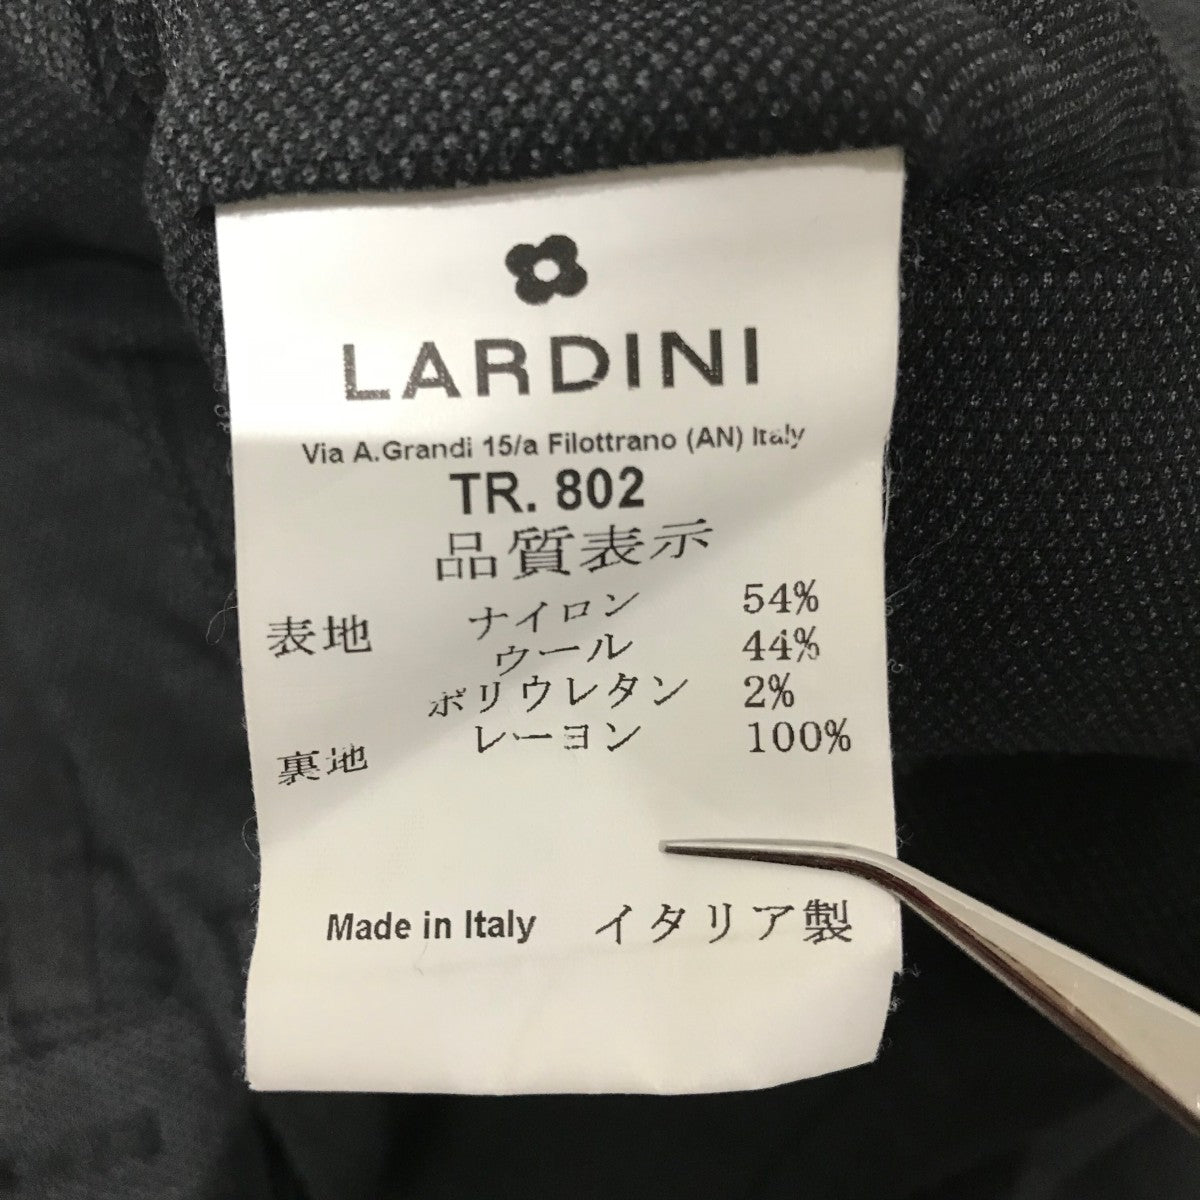 LARDINI
Via A.Grandi 15/a Filottrano (AN) Italy
TR. 802
品質表示
表地 ナイロン 54%
ウール 44%
ポリウレタン 2%
裏地 レーヨン 100%
Made in Italy イタリア製